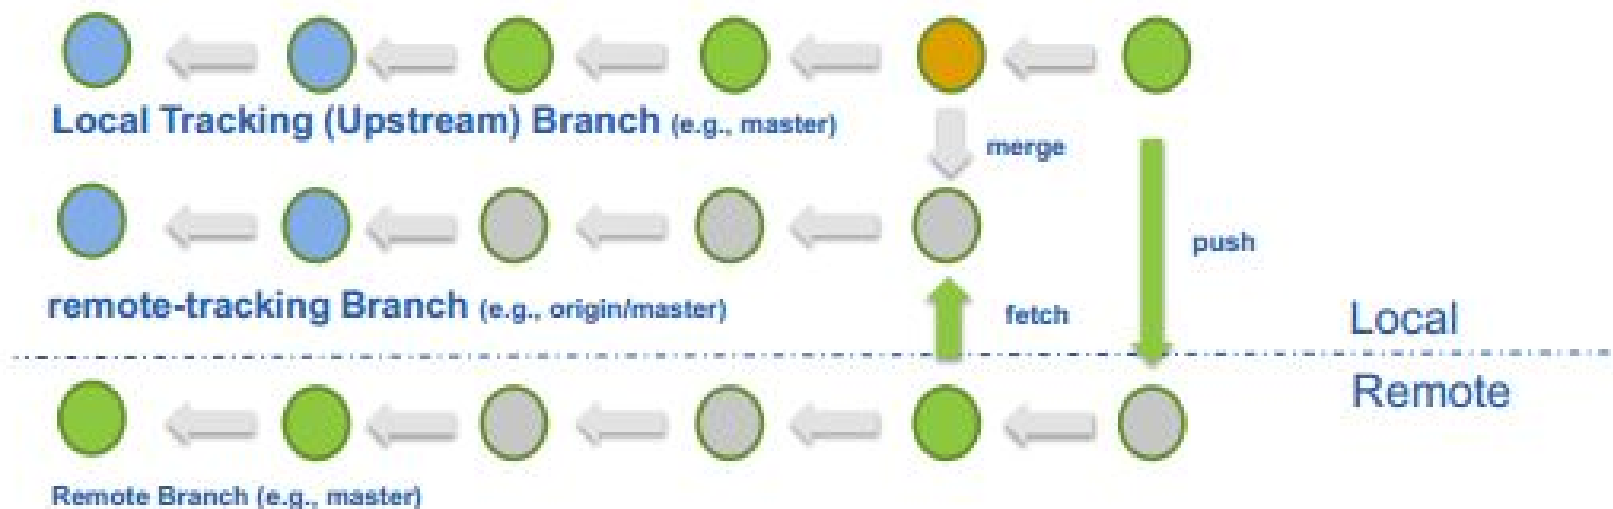 Local Tracking (Upstream) Branch (e.g., master)
merge
push
remote-tracking Branch (e.g., origin/master)
fetch
Local
Remote
Remote Branch (e.g., master)